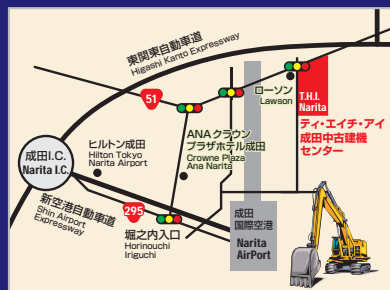 東関東自動車道
Higashi Kanto Expressway
51
ローソン
Lawson
T.H.I.
Narita
ティ・エイチ・アイ
成田中古建機
センター
ANAクラウン
プラザホテル成田
Crowne Plaza
Ana Narita
ヒルトン成田
Hilton Tokyo
Narita Airport
成田I.C.
Narita I.C.
新空港自動車道
Shin Airport
Expressway
295
堀之内入口
Horinouchi
Iriguchi
成田
国際空港
Narita
AirPort